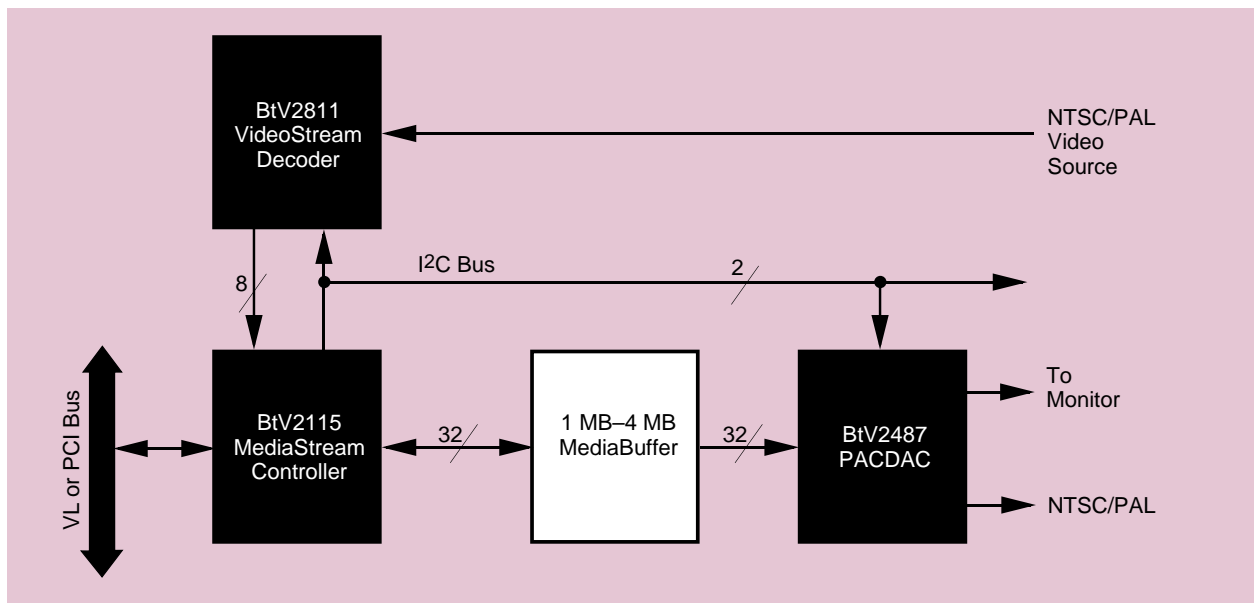 BtV2811
VideoStream
Decoder
NTSC/PAL
Video
Source
I²C Bus
2
8
VL or PCI Bus
BtV2115
MediaStream
Controller
32
1 MB–4 MB
MediaBuffer
32
BtV2487
PACDAC
To
Monitor
NTSC/PAL